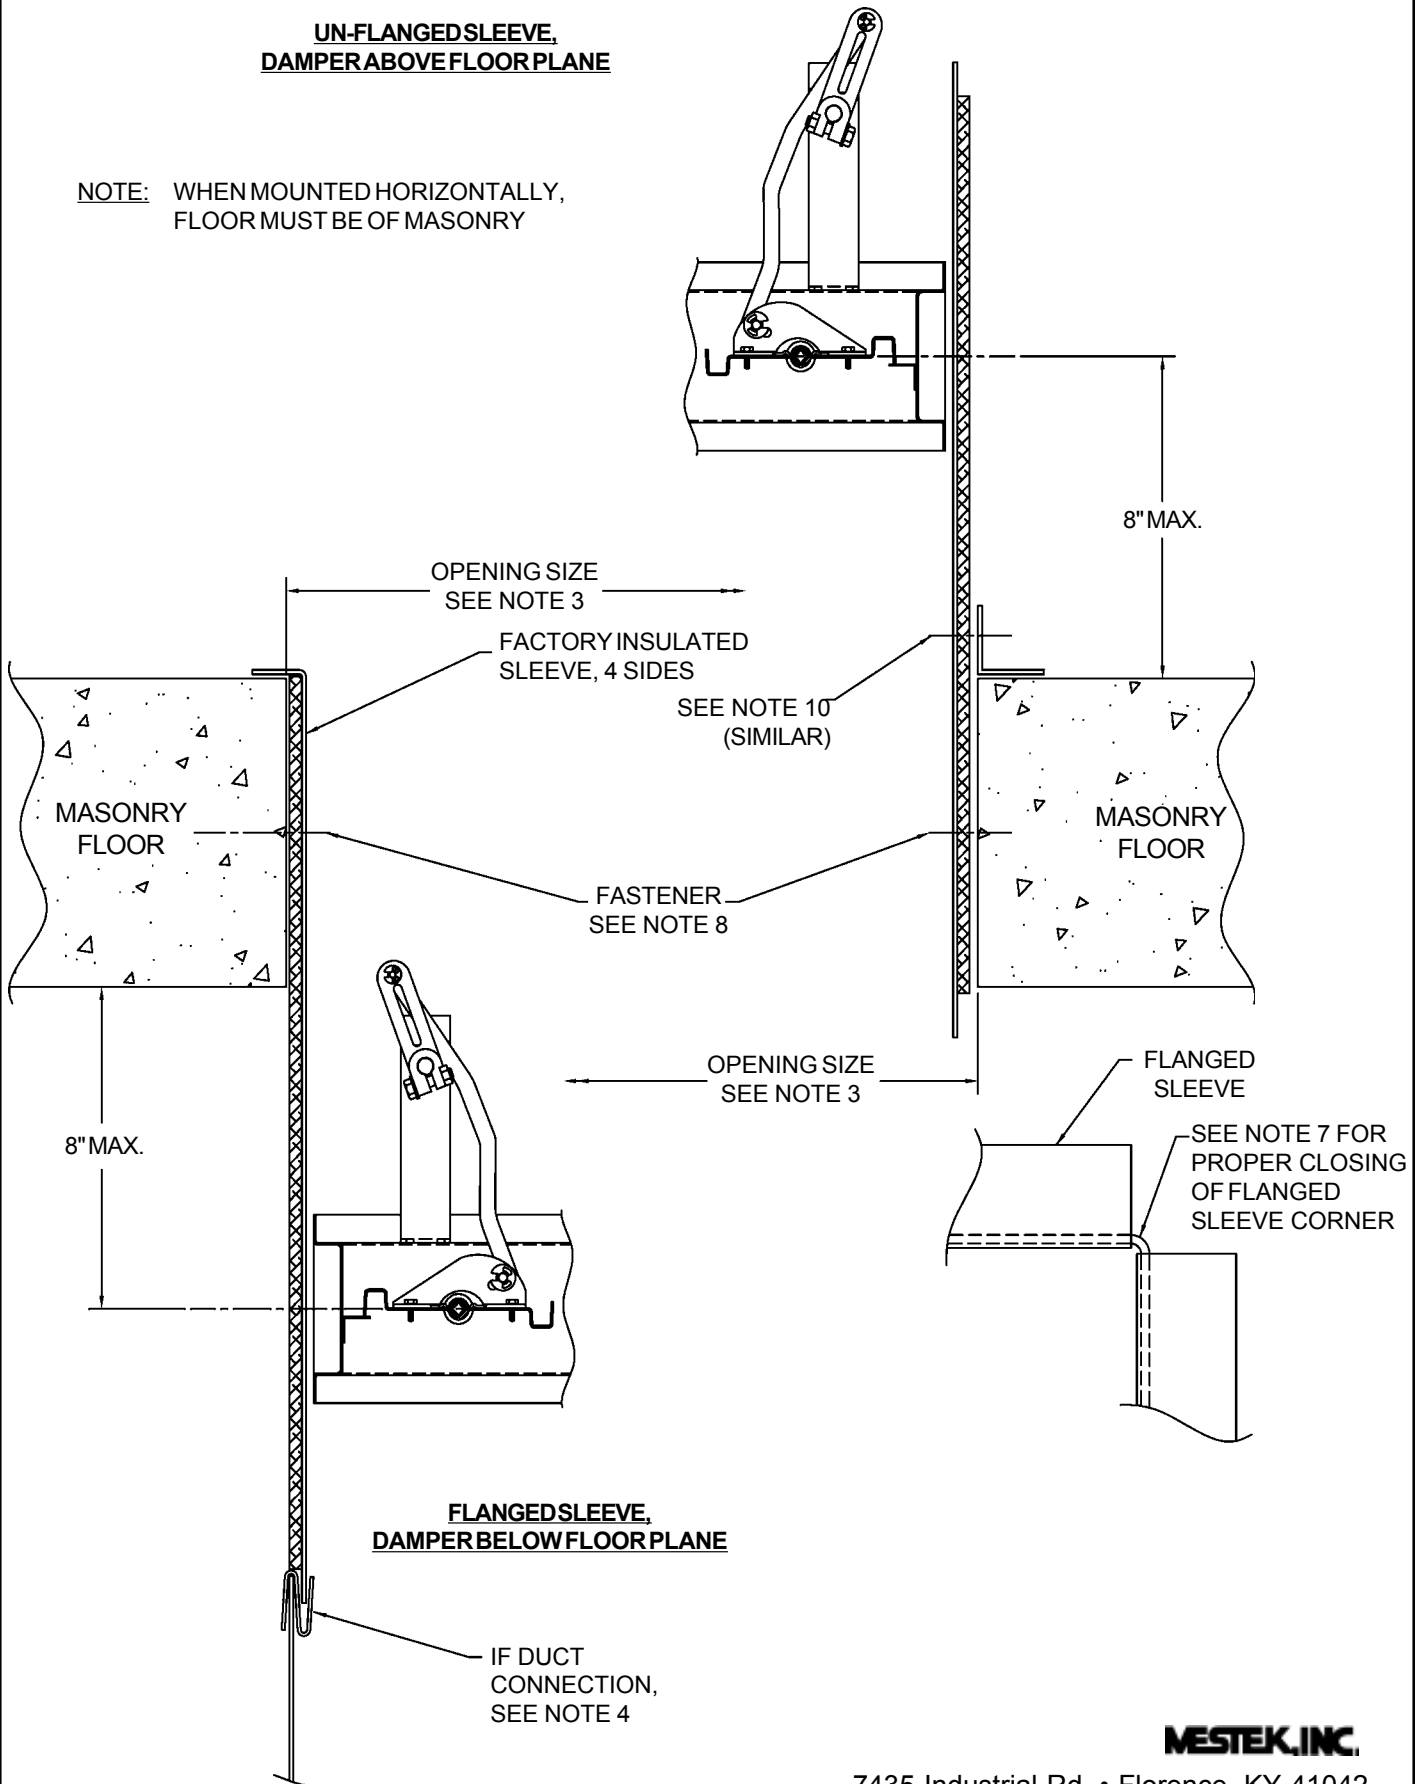 UN-FLANGED SLEEVE,
DAMPER ABOVE FLOOR PLANE
NOTE: WHEN MOUNTED HORIZONTALLY,
FLOOR MUST BE OF MASONRY
8" MAX.
OPENING SIZE
SEE NOTE 3
FACTORY INSULATED
SLEEVE, 4 SIDES
SEE NOTE 10
(SIMILAR)
MASONRY
FLOOR
MASONRY
FLOOR
FASTENER
SEE NOTE 8
OPENING SIZE
SEE NOTE 3
FLANGED
SLEEVE
8" MAX.
SEE NOTE 7 FOR
PROPER CLOSING
OF FLANGED
SLEEVE CORNER
FLANGED SLEEVE,
DAMPER BELOW FLOOR PLANE
IF DUCT
CONNECTION,
SEE NOTE 4
MESTEK, INC.
7435 Industrial Rd. • Florence, KY 41042